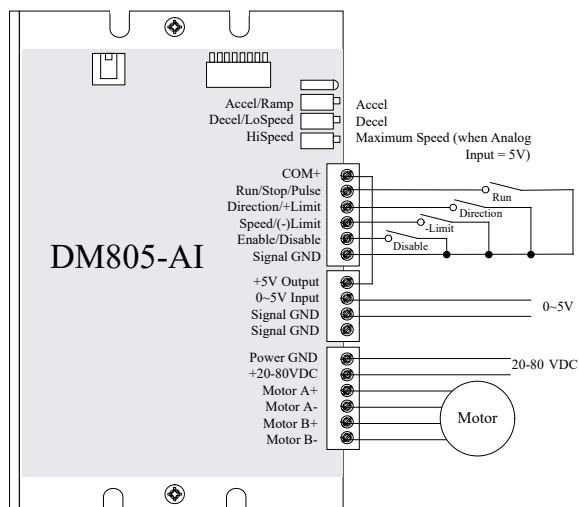 Accel/Ramp Accel
Decel/LoSpeed Decel
HiSpeed Maximum Speed (when Analog
Input = 5V)
COM+
Run/Stop/Pulse
Run
Direction/+Limit
Direction
Speed/(-)Limit
-Limit
Enable/Disable
Disable
Signal GND
DM805-AI
+5V Output
0~5V Input
0~5V
Signal GND
Signal GND
Power GND
20-80 VDC
+20-80VDC
Motor A+
Motor A-
Motor
Motor B+
Motor B-